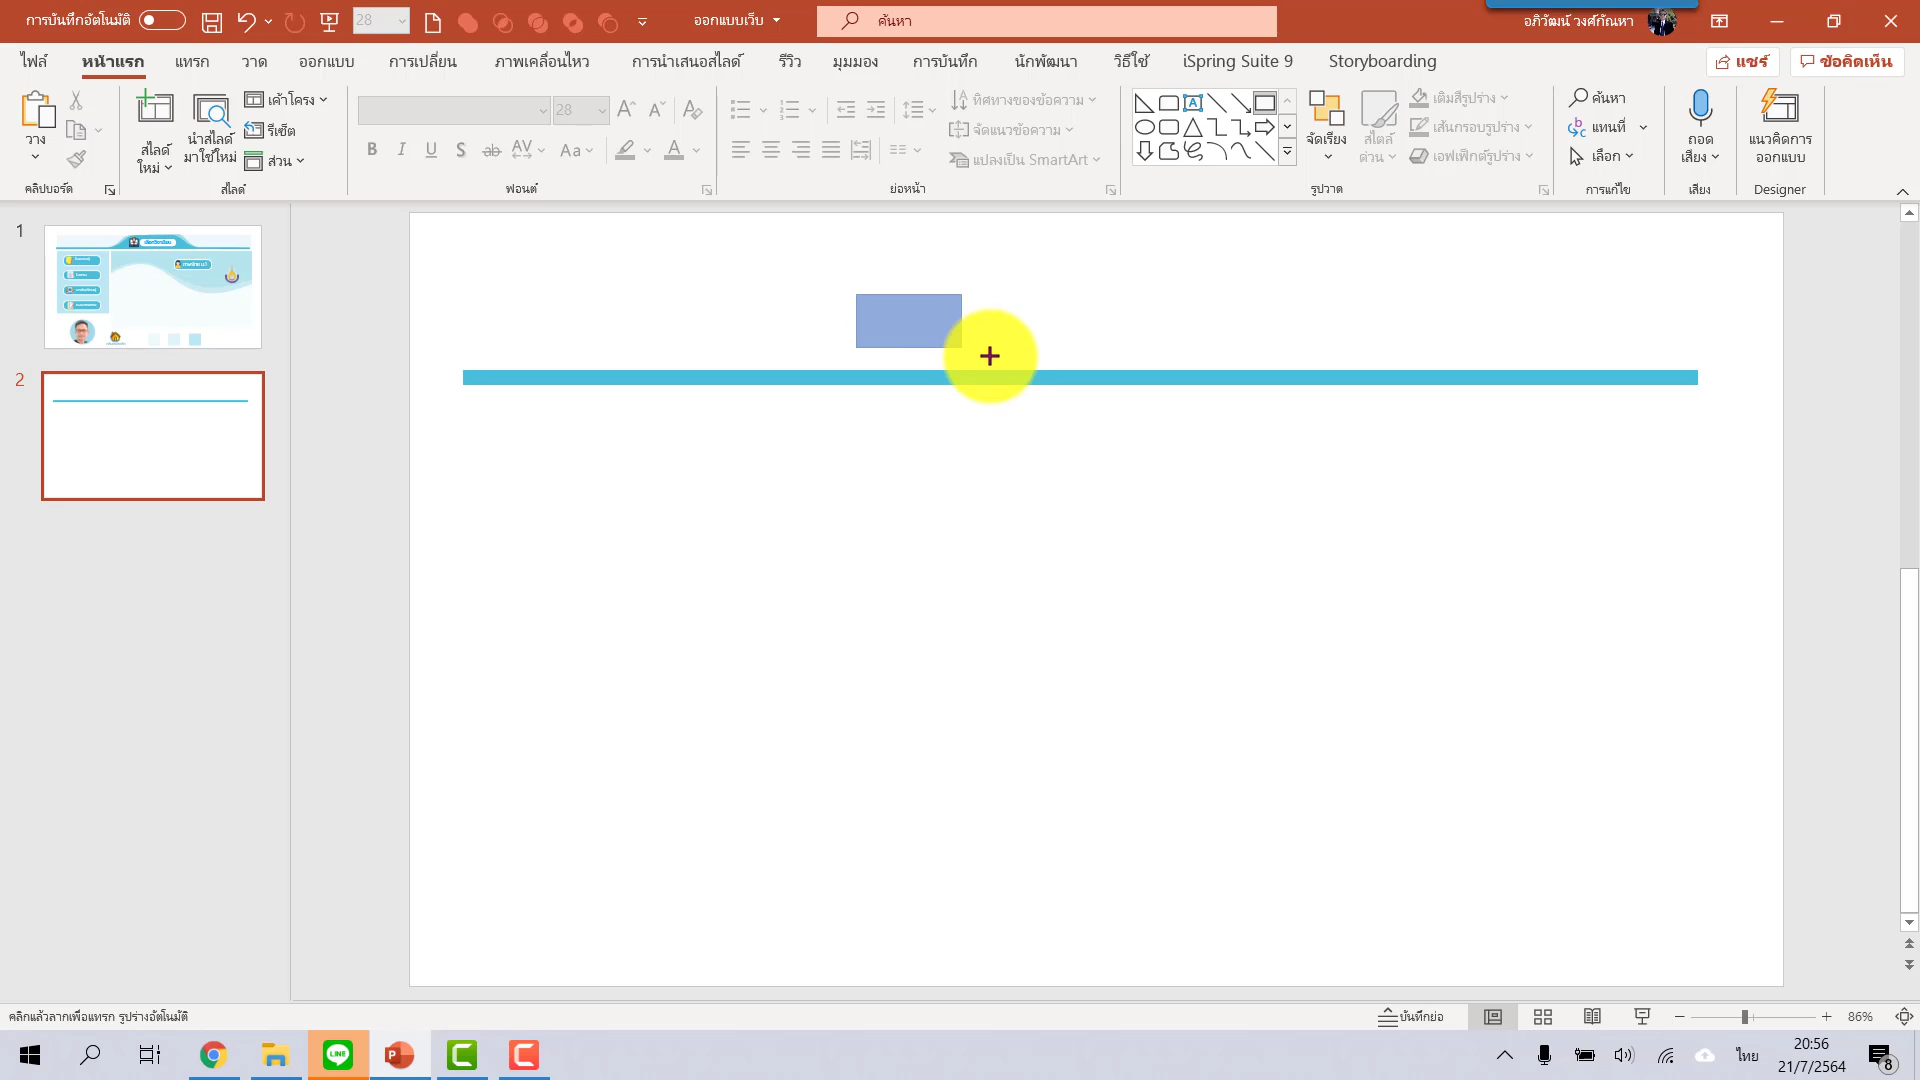 การบันทึกอัตโนมัติ
28
ออกแบบเว็บ
ค้นหา
อภิวัฒน์ วงศ์กัณหา
ไฟล์
หน้าแรก
แทรก
วาด
ออกแบบ
การเปลี่ยน
ภาพเคลื่อนไหว
การนำเสนอสไลด์
รีวิว
มุมมอง
การบันทึก
นักพัฒนา
วิธีใช้
iSpring Suite 9
Storyboarding
แชร์
ข้อคิดเห็น
วาง
คลิปบอร์ด
สไลด์
ใหม่
นำสไลด์
มาใช้ใหม่
เค้าโครง
รีเซ็ต
ส่วน
สไลด์
28
B
I
U
S
ab
AV
Aa
A
ฟอนต์
ทิศทางของข้อความ
จัดแนวข้อความ
แปลงเป็น SmartArt
ย่อหน้า
จัดเรียง
สไตล์
ด่วน
เติมสีรูปร่าง
เส้นกรอบรูปร่าง
เอฟเฟ็กต์รูปร่าง
รูปวาด
ค้นหา
แทนที่
เลือก
การแก้ไข
ถอด
เสียง
เสียง
แนวคิดการ
ออกแบบ
Designer
1
2
คลิกแล้วลากเพื่อแทรก รูปร่างอัตโนมัติ
บันทึกย่อ
86%
LINE
ไทย
20:56
21/7/2564
8